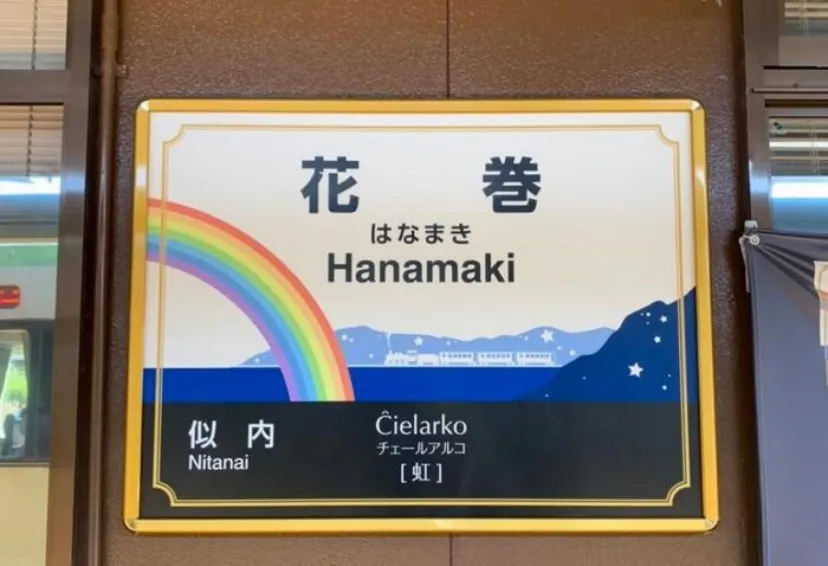 花巻
はなまき
Hanamaki
似内
Nitanai
Ĉielarko
チェールアルコ
[虹]